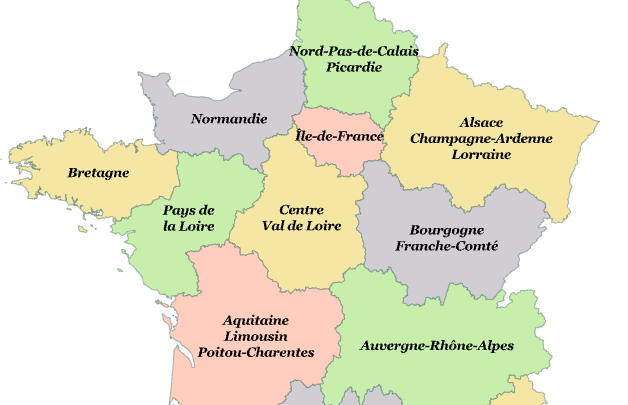 Nord-Pas-de-Calais
Picardie
Normandie
Île-de-France
Alsace
Champagne-Ardenne
Lorraine
Bretagne
Pays de
la Loire
Centre
Val de Loire
Bourgogne
Franche-Comté
Aquitaine
Limousin
Poitou-Charentes
Auvergne-Rhône-Alpes